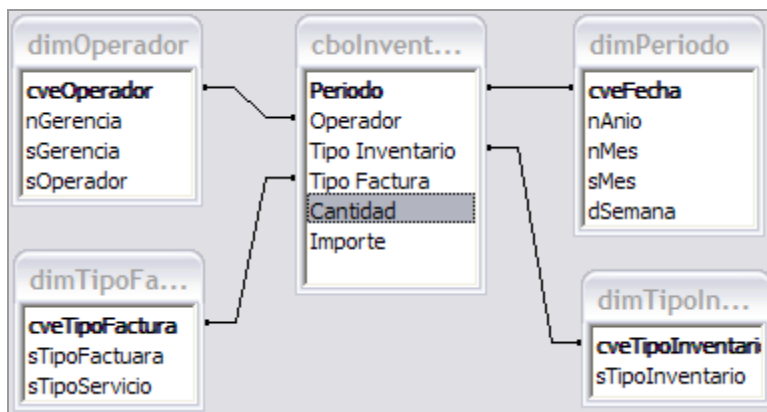 dimOperador
cveOperador
nGerencia
sGerencia
sOperador
cboInvent...
Periodo
Operador
Tipo Inventario
Tipo Factura
Cantidad
Importe
dimPeriodo
cveFecha
nAnio
nMes
sMes
dSemana
dimTipoFa...
cveTipoFactura
sTipoFactuara
sTipoServicio
dimTipoIn...
cveTipoInventari
sTipoInventario